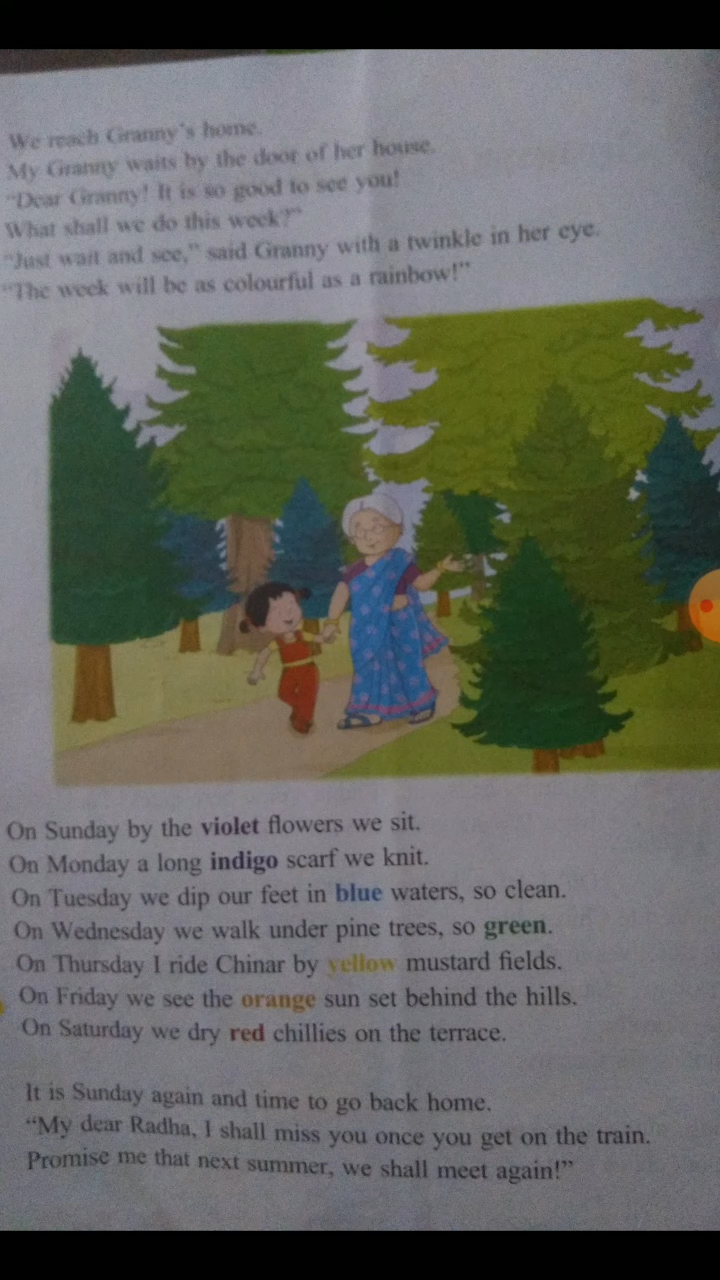 We reach Granny's home.
My Granny waits by the door of her house.
"Dear Granny! It is so good to see you!
What shall we do this week?"
"Just wait and see," said Granny with a twinkle in her eye.
"The week will be as colourful as a rainbow!"
On Sunday by the violet flowers we sit.
On Monday a long indigo scarf we knit.
On Tuesday we dip our feet in blue waters, so clean.
On Wednesday we walk under pine trees, so green.
On Thursday I ride Chinar by yellow mustard fields.
On Friday we see the orange sun set behind the hills.
On Saturday we dry red chillies on the terrace.
It is Sunday again and time to go back home.
"My dear Radha, I shall miss you once you get on the train.
Promise me that next summer, we shall meet again!"